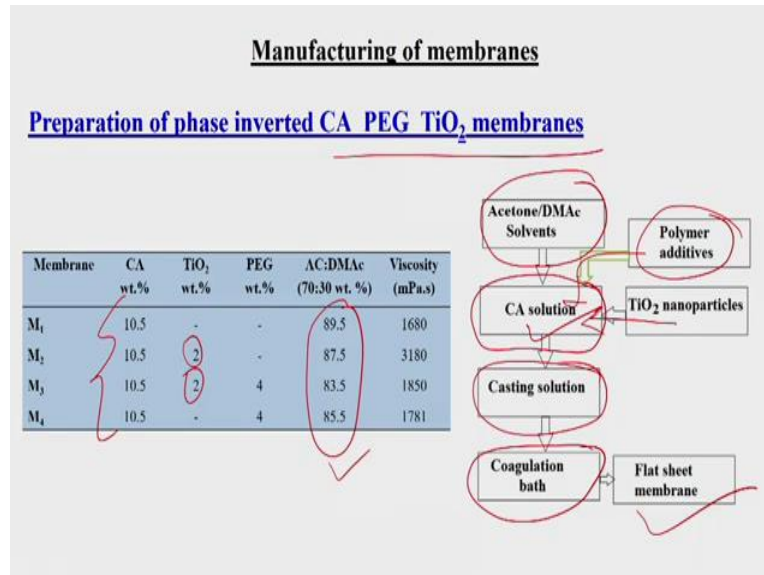 Manufacturing of membranes
Preparation of phase inverted CA PEG TiO₂ membranes
Membrane CA TiO₂ PEG AC:DMAc Viscosity
wt.% wt.% wt.% (70:30 wt. %) (mPa.s)
M₁ 10.5 - - 89.5 1680
M₂ 10.5 2 - 87.5 3180
M₃ 10.5 2 4 83.5 1850
M₄ 10.5 - 4 85.5 1781
Acetone/DMAc
Solvents
Polymer
additives
CA solution
TiO₂ nanoparticles
Casting solution
Coagulation
bath
Flat sheet
membrane